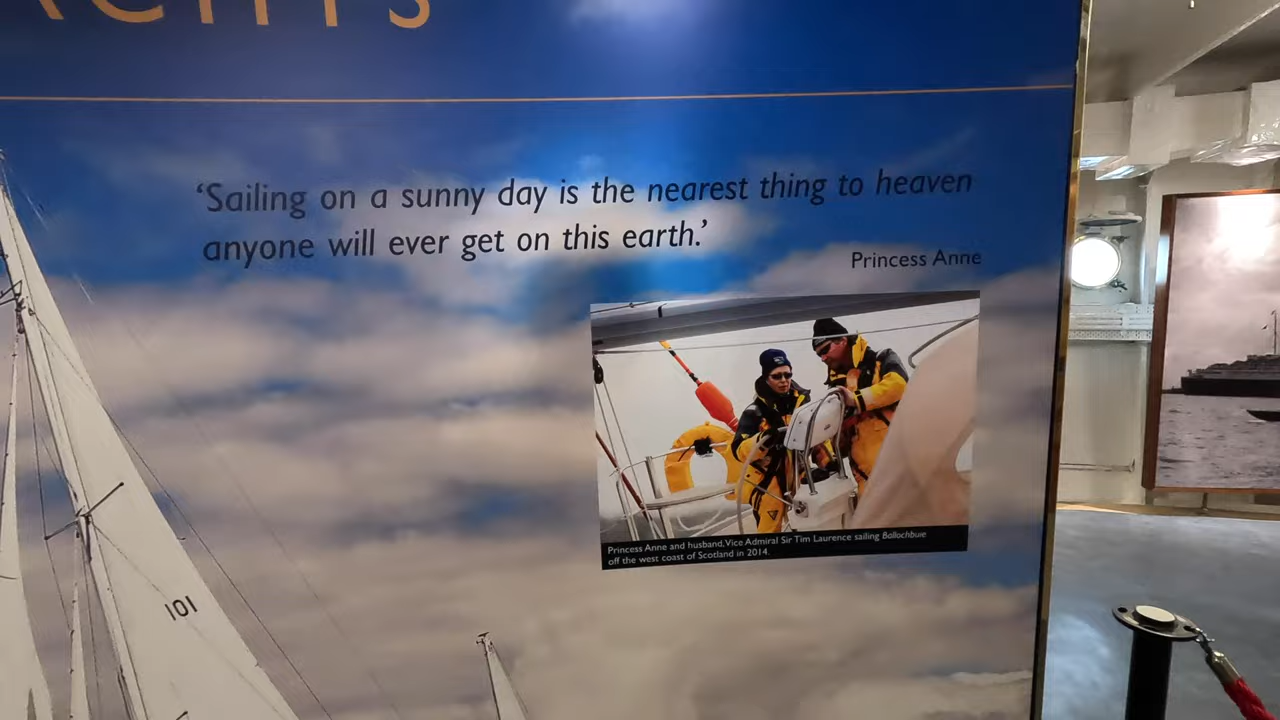 YACHTS
'Sailing on a sunny day is the nearest thing to heaven
anyone will ever get on this earth.'
Princess Anne
Princess Anne and husband, Vice Admiral Sir Tim Laurence sailing Ballochbuie
off the west coast of Scotland in 2014.
101